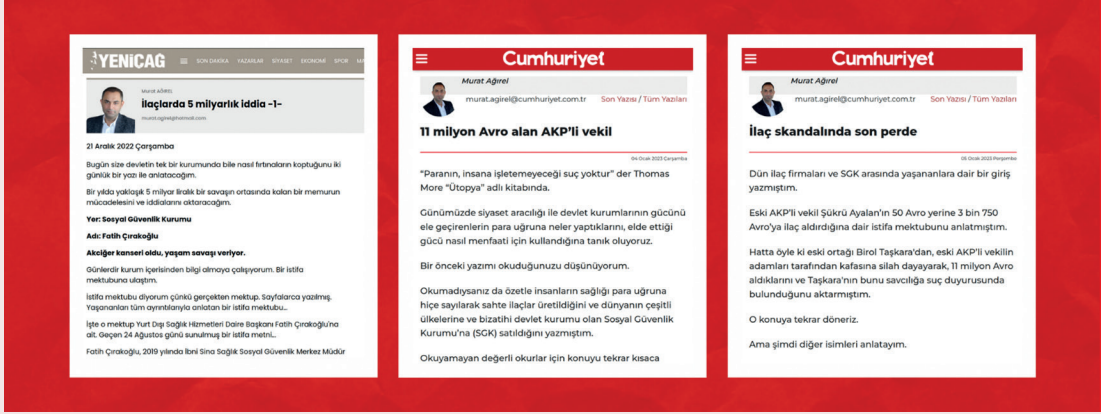 YENİÇAĞ
SON DAKİKA YAZARLAR SİYASET EKONOMİ SPOR
MURAT AĞIREL
İlaçlarda 5 milyarlık iddia -1-
murat.agirel@hotmail.com
21 Aralık 2022 Çarşamba
Bugün size devletin tek bir kurumunda bile nasıl fırtınaların koptuğunu iki
günlük bir yazı ile anlatacağım.
Bir yılda yaklaşık 5 milyar liralık bir savaşın ortasında kalan bir memurun
mücadelesini ve iddialarını aktaracağım.
Yer: Sosyal Güvenlik Kurumu
Adı: Fatih Çırakoğlu
Akciğer kanseri oldu, yaşam savaşı veriyor.
Günlerdir kurum içerisinden bilgi almaya çalışıyorum. Bir istifa
mektubuna ulaştım.
İstifa mektubu diyorum çünkü gerçekten mektup. Sayfalarca yazılmış.
Yaşananları tüm ayrıntılarıyla anlatan bir istifa mektubu...
İşte o mektup Yurt Dışı Sağlık Hizmetleri Daire Başkanı Fatih Çırakoğlu'na
ait. Geçen 24 Ağustos günü sunulmuş bir istifa metni...
Fatih Çırakoğlu, 2019 yılında İbni Sina Sağlık Sosyal Güvenlik Merkez Müdür
Cumhuriyet
Murat Ağırel
murat.agirel@cumhuriyet.com.tr Son Yazısı / Tüm Yazıları
11 milyon Avro alan AKP'li vekil
04 Ocak 2023 Çarşamba
"Paranın, insana işletemeyeceği suç yoktur" der Thomas
More "Ütopya" adlı kitabında.
Günümüzde siyaset aracılığı ile devlet kurumlarının gücünü
ele geçirenlerin para uğruna neler yaptıklarını, elde ettiği
gücü nasıl menfaati için kullandığına tanık oluyoruz.
Bir önceki yazımı okuduğunuzu düşünüyorum.
Okumadıysanız da özetle insanların sağlığı para uğruna
hiçe sayılarak sahte ilaçlar üretildiğini ve dünyanın çeşitli
ülkelerine ve bizatihi devlet kurumu olan Sosyal Güvenlik
Kurumu'na (SGK) satıldığını yazmıştım.
Okuyamayan değerli okurlar için konuyu tekrar kısaca
Cumhuriyet
Murat Ağırel
murat.agirel@cumhuriyet.com.tr Son Yazısı / Tüm Yazıları
İlaç skandalında son perde
05 Ocak 2023 Perşembe
Dün ilaç firmaları ve SGK arasında yaşananlara dair bir giriş
yazmıştım.
Eski AKP'li vekil Şükrü Ayalan'ın 50 Avro yerine 3 bin 750
Avro'ya ilaç aldırdığına dair istifa mektubunu anlatmıştım.
Hatta öyle ki eski ortağı Birol Taşkara'dan, eski AKP'li vekilin
adamları tarafından kafasına silah dayayarak, 11 milyon Avro
aldıklarını ve Taşkara'nın bunu savcılığa suç duyurusunda
bulunduğunu aktarmıştım.
O konuya tekrar döneriz.
Ama şimdi diğer isimleri anlatayım.